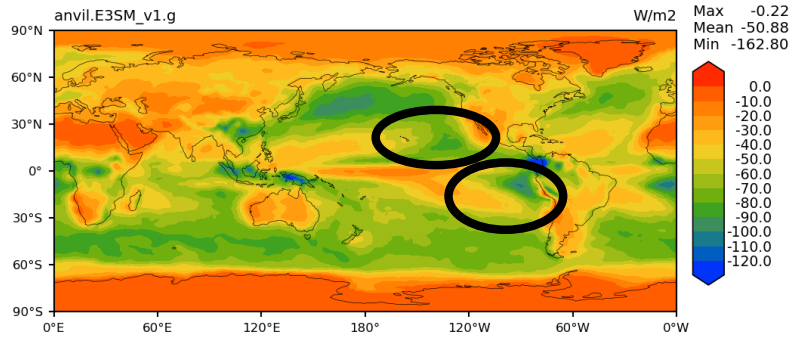 anvil.E3SM_v1.g
W/m2
Max -0.22
Mean -50.88
Min -162.80
90°N
60°N
30°N
0°
30°S
60°S
90°S
0°E
60°E
120°E
180°
120°W
60°W
0°W
0.0
-10.0
-20.0
-30.0
-40.0
-50.0
-60.0
-70.0
-80.0
-90.0
-100.0
-110.0
-120.0